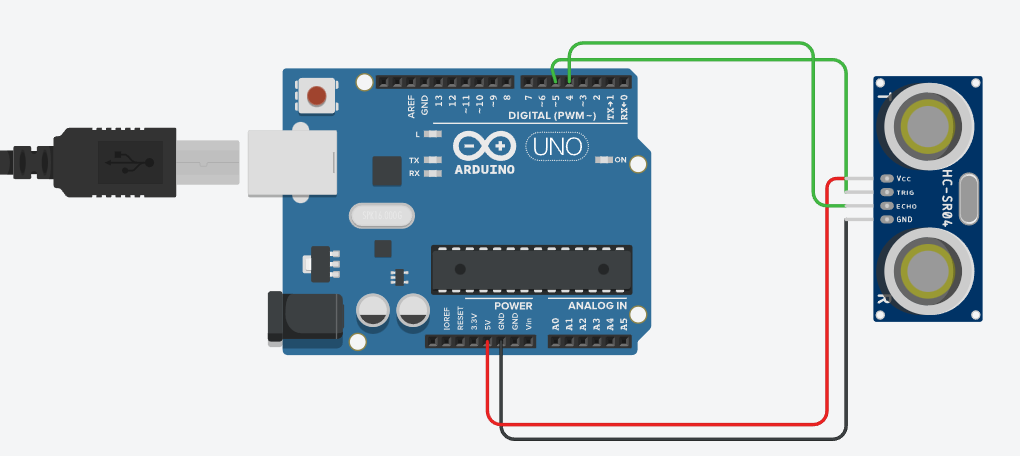 AREF
GND
13
12
~11
~10
~9
8
7
~6
~5
4
~3
2
TX→1
RX←0
DIGITAL (PWM~)
L
TX
RX
ARDUINO
UNO
ON
T
Vcc
TRIG
ECHO
GND
HC-SR04
R
POWER
ANALOG IN
IOREF
RESET
3.3V
5V
GND
GND
Vin
A0
A1
A2
A3
A4
A5